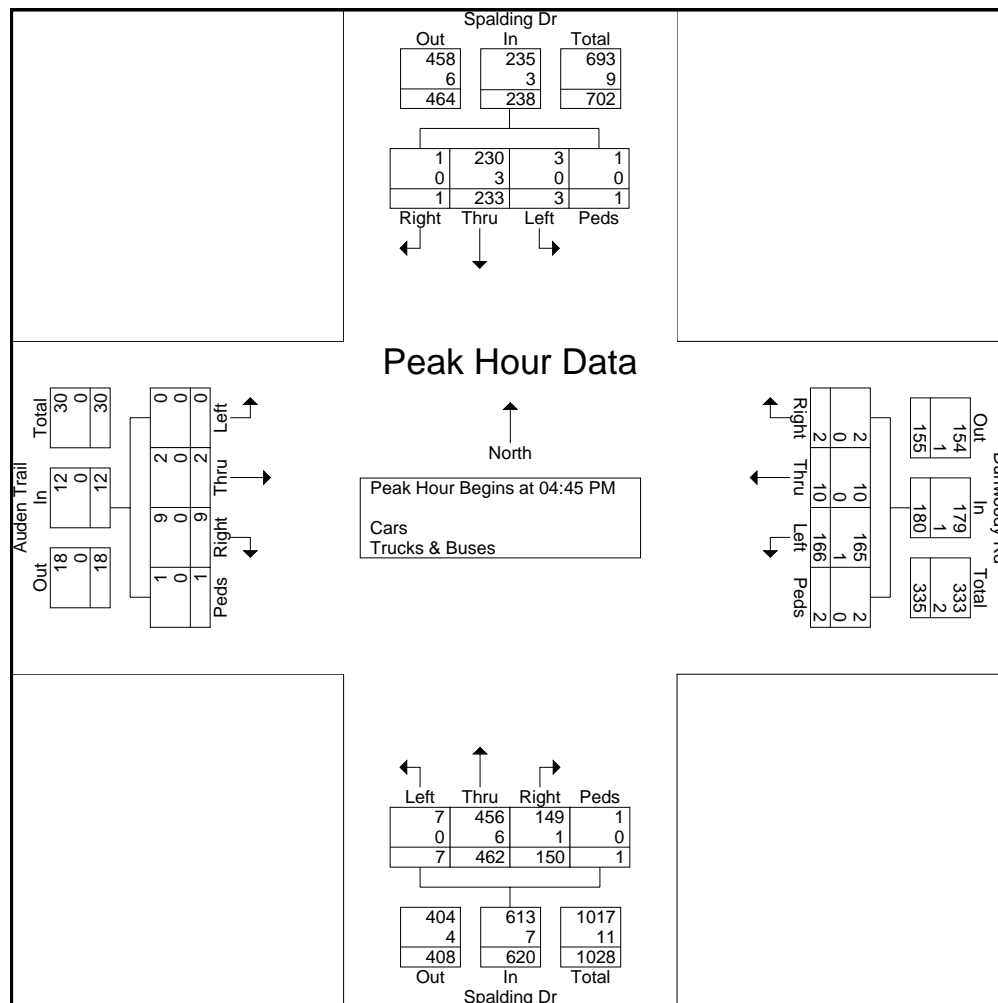 Spalding Dr
Out In Total
458 235 693
6 3 9
464 238 702
1 230 3 1
0 3 0 0
1 233 3 1
Right Thru Left Peds
Peak Hour Data
North
Peak Hour Begins at 04:45 PM
Cars
Trucks & Buses
Auden Trail
Out In Total
18 12 30
0 0 0
18 12 30
1 9 2 0
0 0 0 0
1 9 2 0
Peds Right Thru Left
Out In Total
154 179 333
1 1 2
155 180 335
2 10 165 2
0 0 1 0
2 10 166 2
Right Thru Left Peds
Left Thru Right Peds
7 456 149 1
0 6 1 0
7 462 150 1
404 613 1017
4 7 11
408 620 1028
Out In Total
Spalding Dr